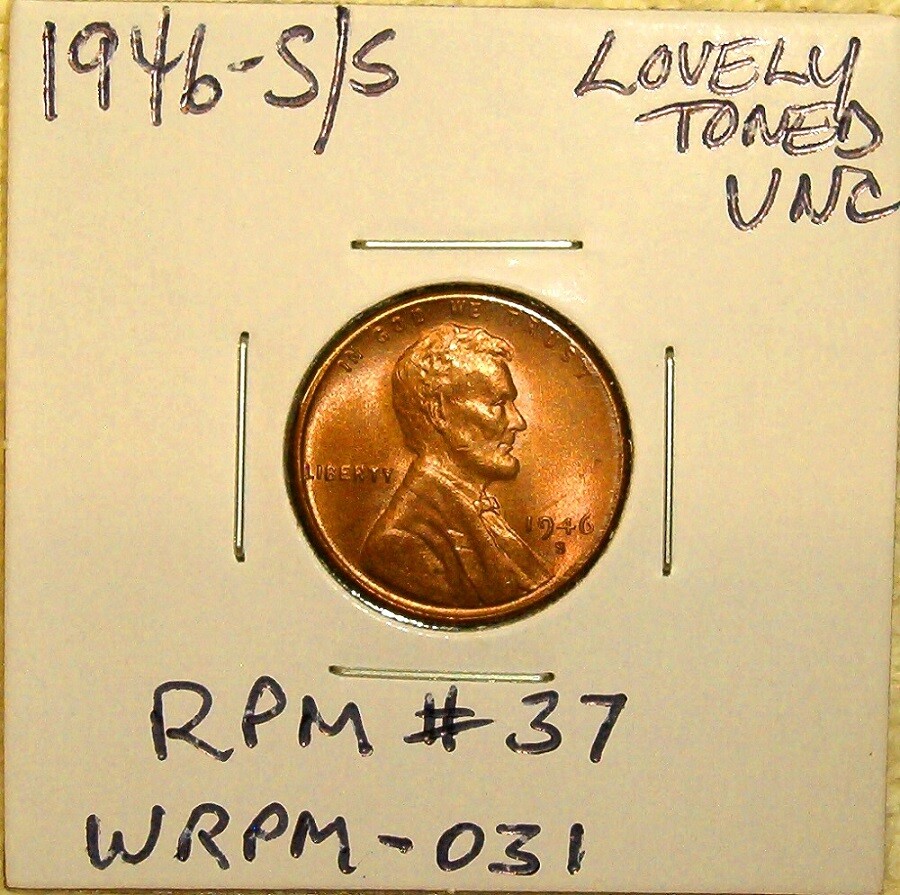 1946-S/S
LOVELY
TONED
UNC
IN GOD WE TRUST
LIBERTY
1946
S
RPM #37
WRPM-031